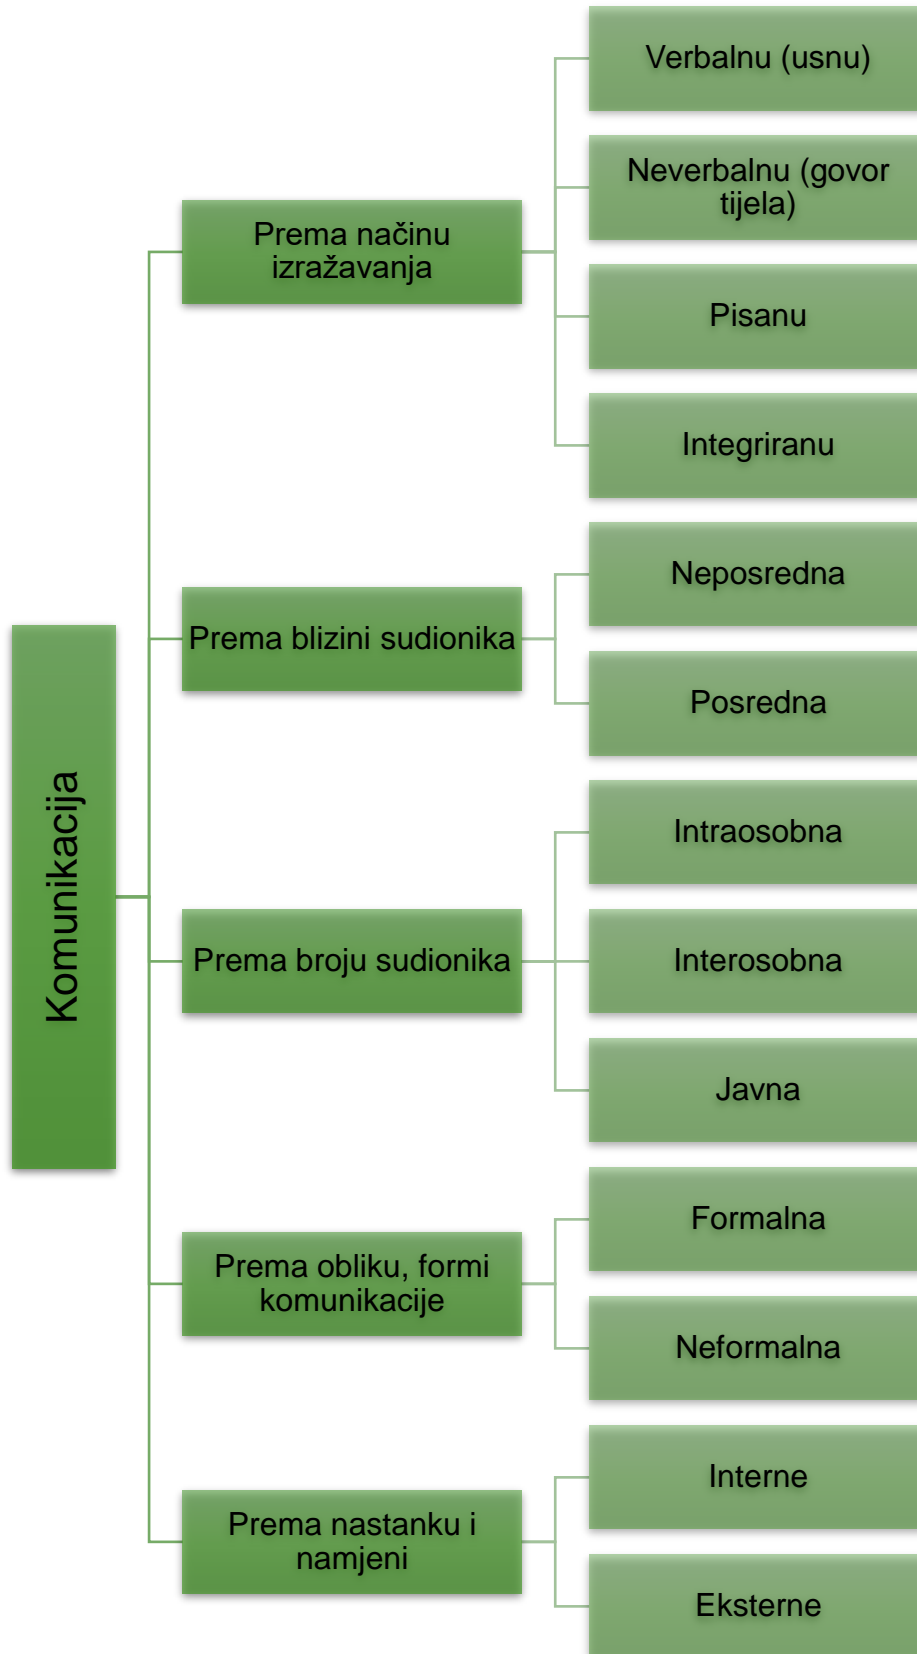 Komunikacija
Prema načinu
izražavanja
Verbalnu (usnu)
Neverbalnu (govor
tijela)
Pisanu
Integriranu
Prema blizini sudionika
Neposredna
Posredna
Prema broju sudionika
Intraosobna
Interosobna
Javna
Prema obliku, formi
komunikacije
Formalna
Neformalna
Prema nastanku i
namjeni
Interne
Eksterne